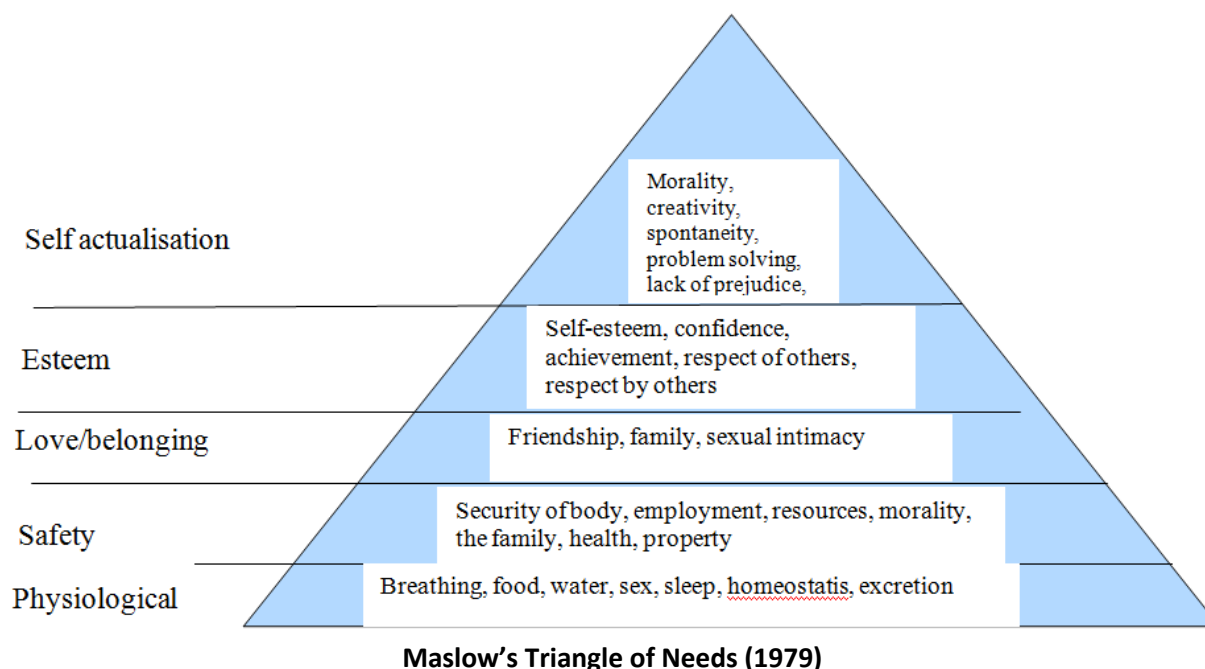 Self actualisation
Morality,
creativity,
spontaneity,
problem solving,
lack of prejudice,
Esteem
Self-esteem, confidence,
achievement, respect of others,
respect by others
Love/belonging
Friendship, family, sexual intimacy
Safety
Security of body, employment, resources, morality,
the family, health, property
Physiological
Breathing, food, water, sex, sleep, homeostatis, excretion
Maslow's Triangle of Needs (1979)